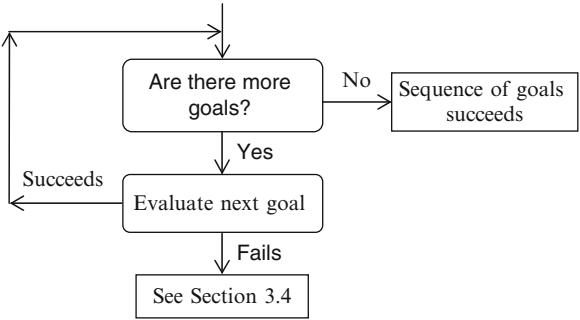 Are there more
goals?
No
Sequence of goals
succeeds
Yes
Succeeds
Evaluate next goal
Fails
See Section 3.4